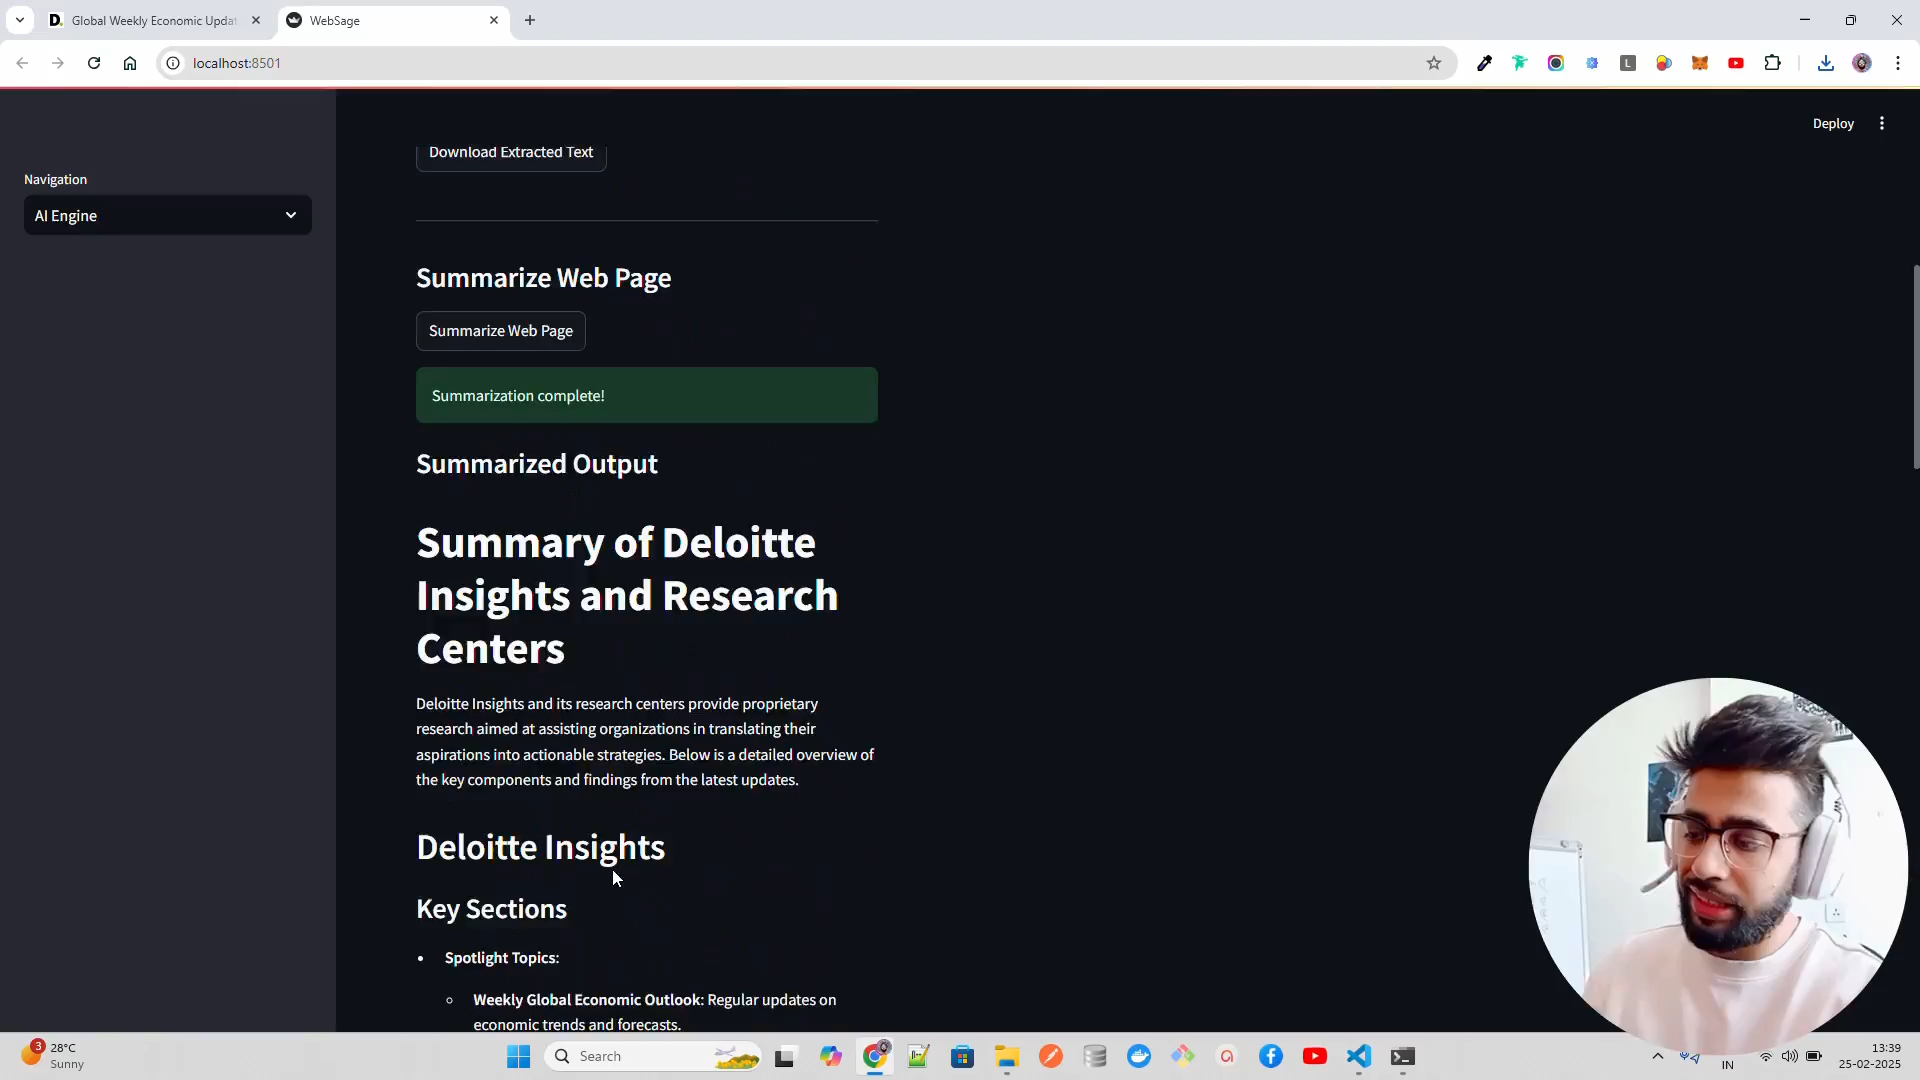 Global Weekly Economic Updat
WebSage
localhost:8501
Deploy
Navigation
AI Engine
Download Extracted Text
Summarize Web Page
Summarize Web Page
Summarization complete!
Summarized Output
Summary of Deloitte
Insights and Research
Centers
Deloitte Insights and its research centers provide proprietary
research aimed at assisting organizations in translating their
aspirations into actionable strategies. Below is a detailed overview of
the key components and findings from the latest updates.
Deloitte Insights
Key Sections
• Spotlight Topics:
◦ Weekly Global Economic Outlook: Regular updates on
economic trends and forecasts.
3
28°C
Sunny
Search
IN
13:39
25-02-2025